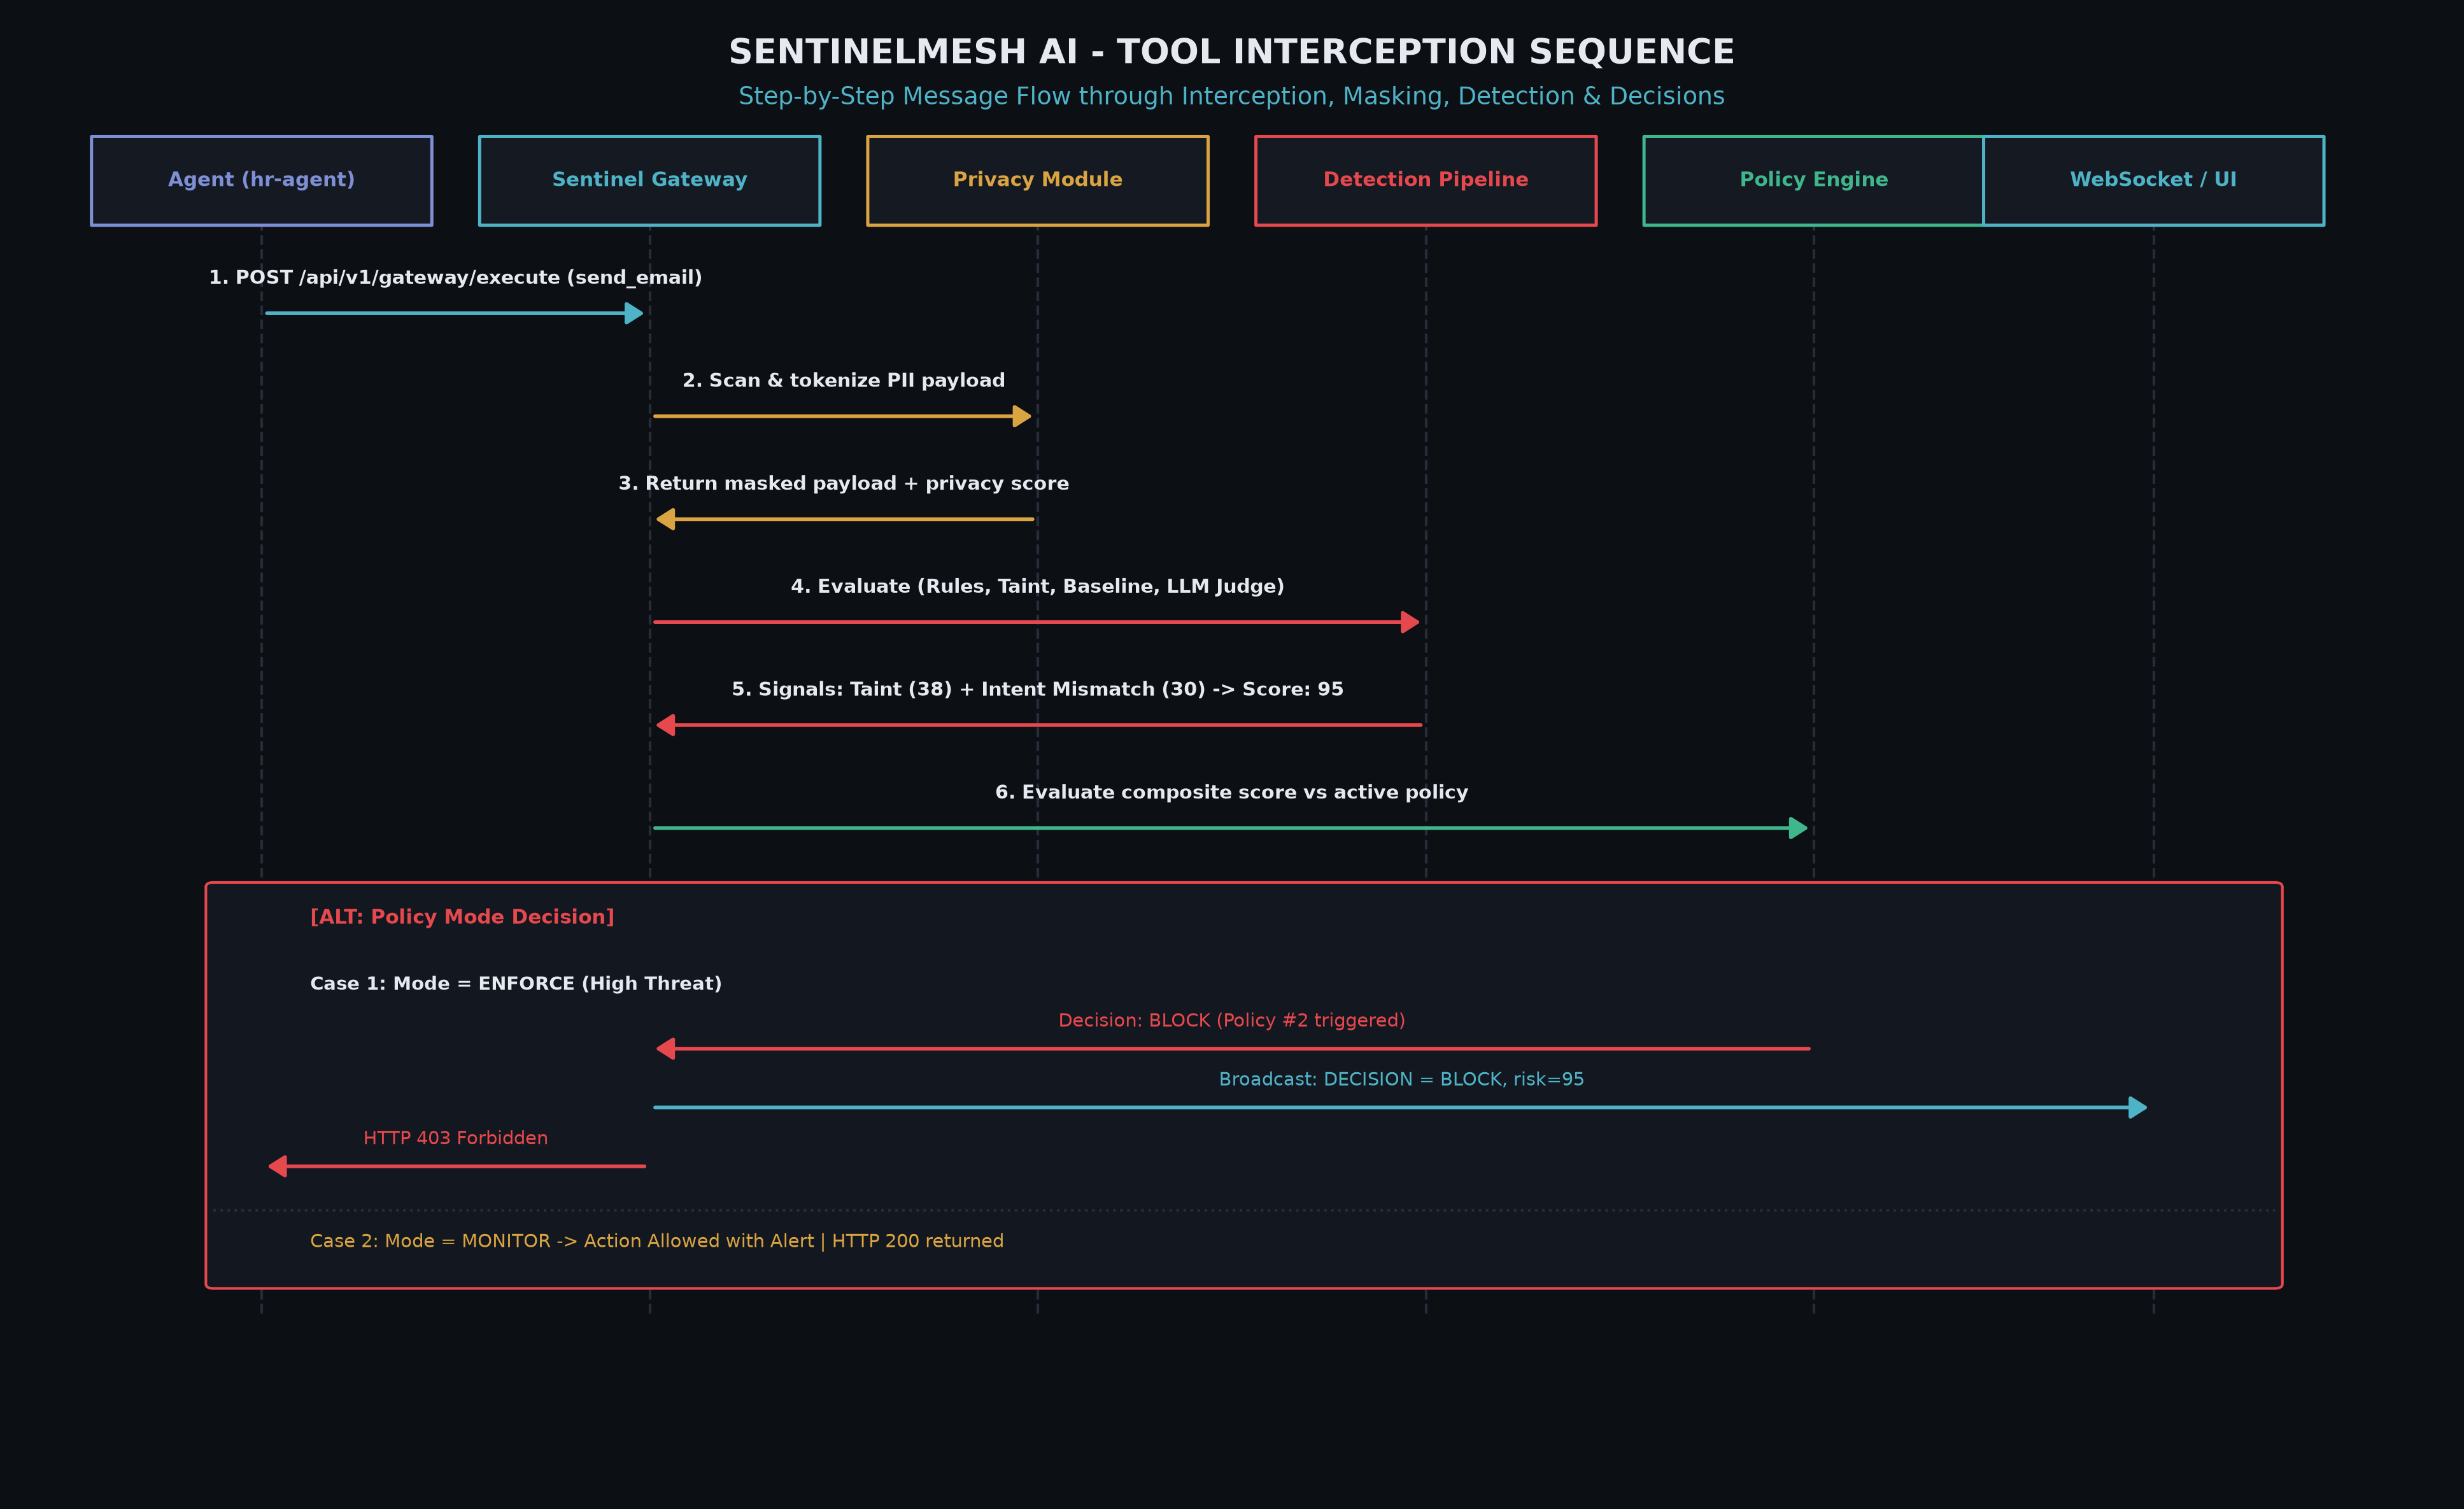 SENTINELMESH AI - TOOL INTERCEPTION SEQUENCE
Step-by-Step Message Flow through Interception, Masking, Detection & Decisions
Agent (hr-agent)
Sentinel Gateway
Privacy Module
Detection Pipeline
Policy Engine
WebSocket / UI
1. POST /api/v1/gateway/execute (send_email)
2. Scan & tokenize PII payload
3. Return masked payload + privacy score
4. Evaluate (Rules, Taint, Baseline, LLM Judge)
5. Signals: Taint (38) + Intent Mismatch (30) -> Score: 95
6. Evaluate composite score vs active policy
[ALT: Policy Mode Decision]
Case 1: Mode = ENFORCE (High Threat)
Decision: BLOCK (Policy #2 triggered)
Broadcast: DECISION = BLOCK, risk=95
HTTP 403 Forbidden
Case 2: Mode = MONITOR -> Action Allowed with Alert | HTTP 200 returned